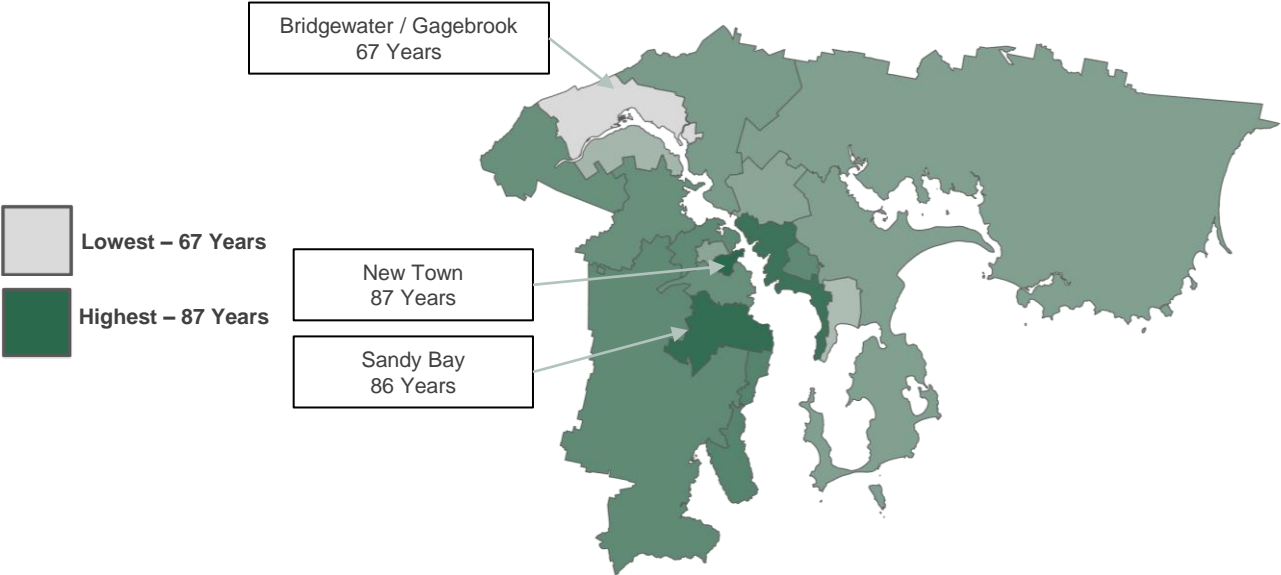 Bridgewater / Gagebrook
67 Years
Lowest – 67 Years
Highest – 87 Years
New Town
87 Years
Sandy Bay
86 Years